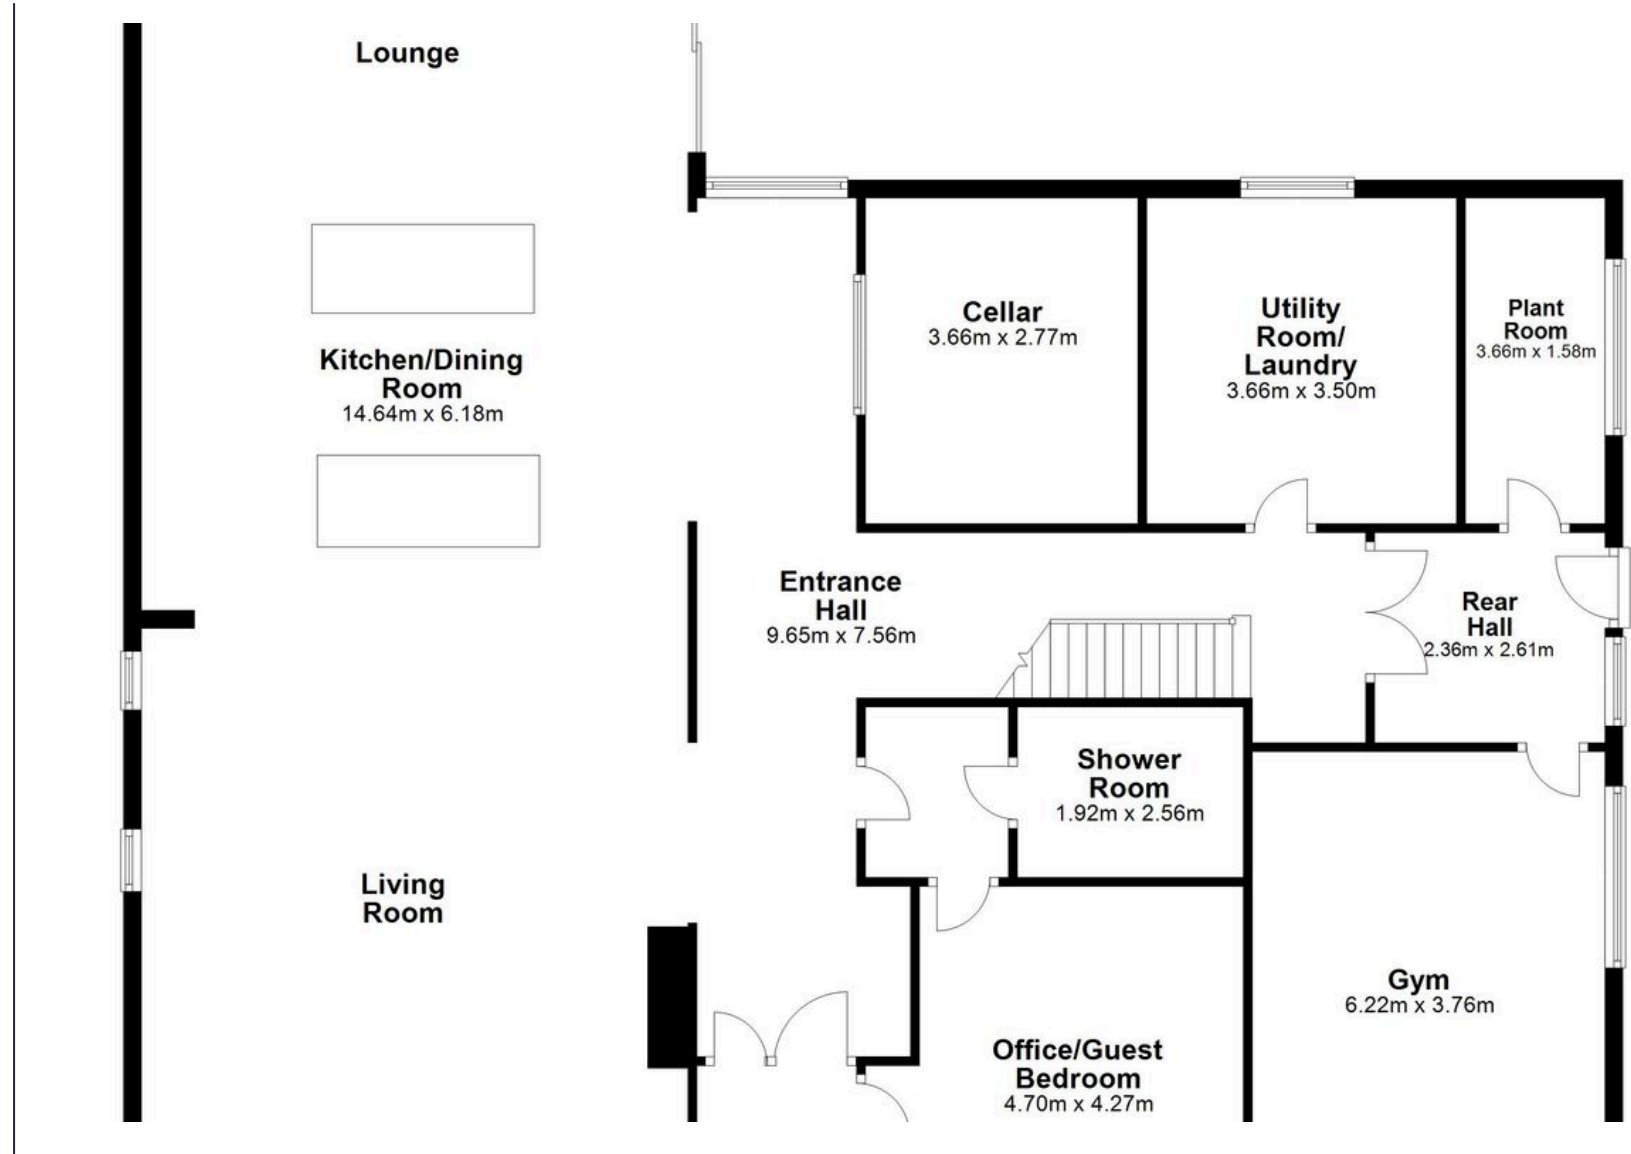 Lounge
Kitchen/Dining
Room
14.64m x 6.18m
Cellar
3.66m x 2.77m
Utility
Room/
Laundry
3.66m x 3.50m
Plant
Room
3.66m x 1.58m
Entrance
Hall
9.65m x 7.56m
Rear
Hall
2.36m x 2.61m
Shower
Room
1.92m x 2.56m
Living
Room
Gym
6.22m x 3.76m
Office/Guest
Bedroom
4.70m x 4.27m